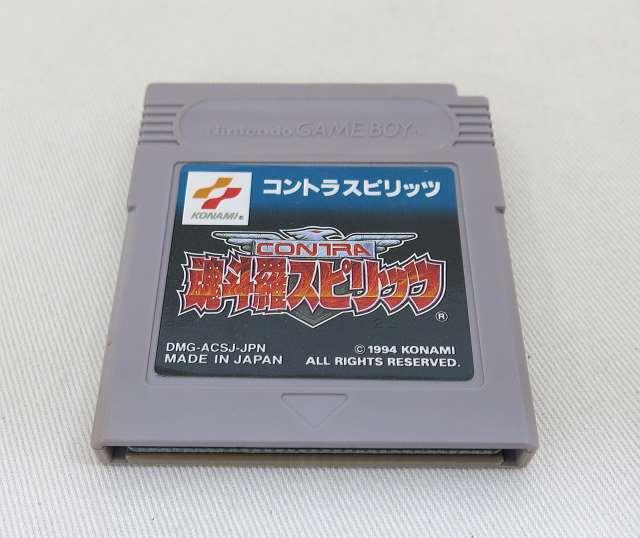 Nintendo GAME BOY
KONAMI
コントラスピリッツ
CONTRA
魂斗羅スピリッツ
®
DMG-ACSJ-JPN
MADE IN JAPAN
© 1994 KONAMI
ALL RIGHTS RESERVED.